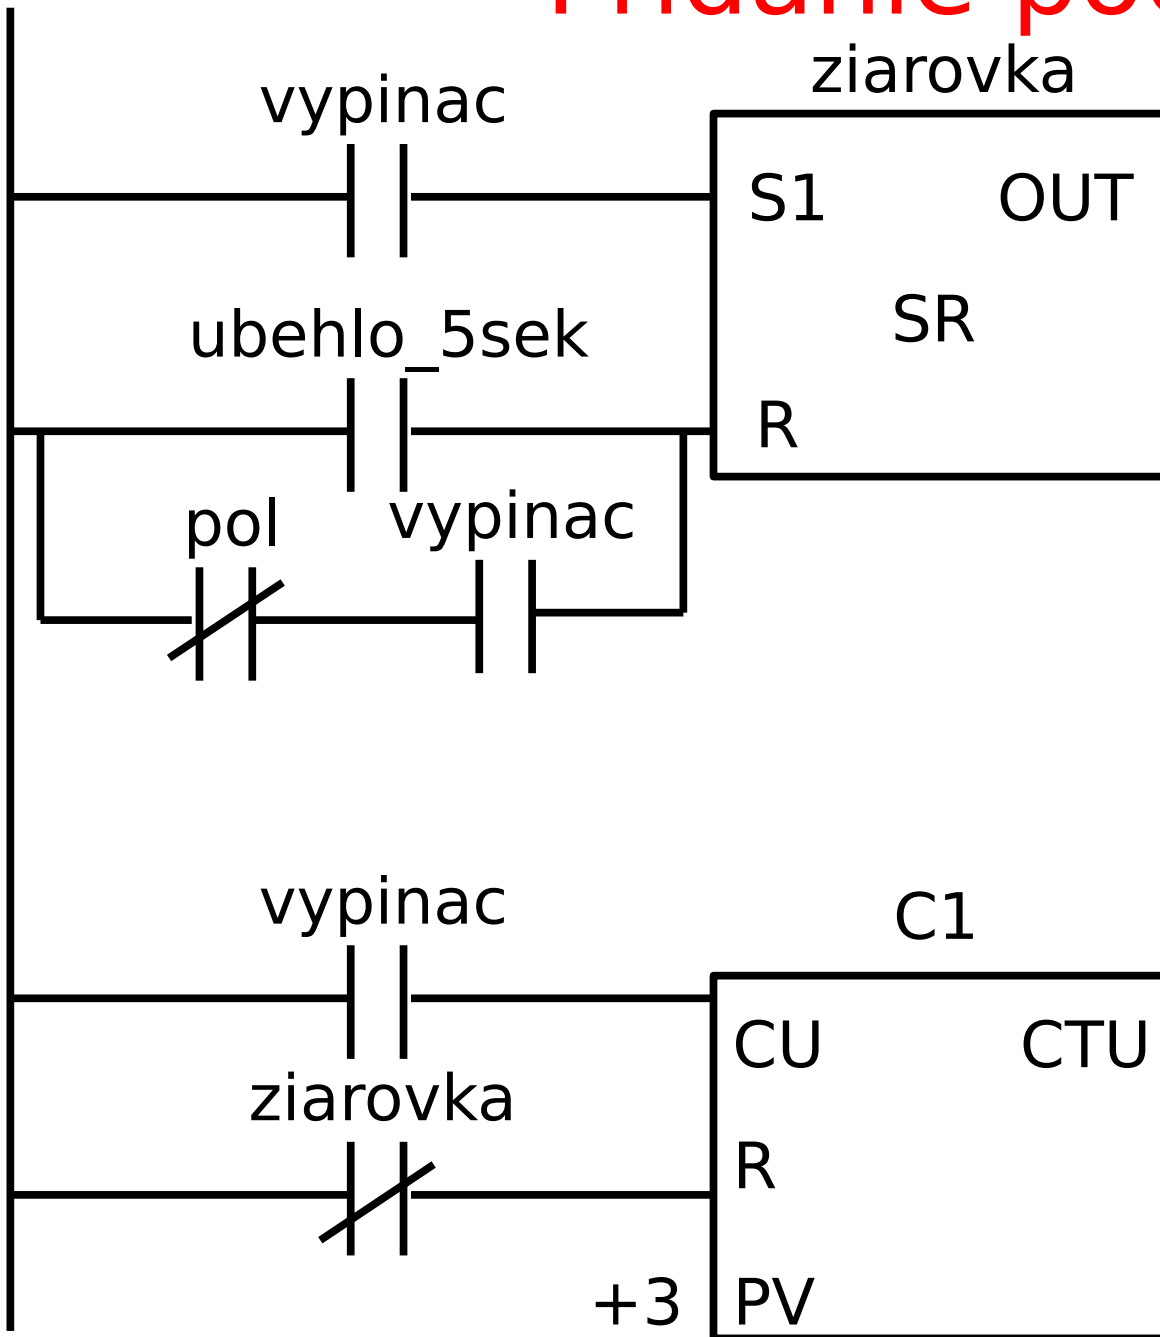 ziarovka
vypinac
S1 OUT
ubehlo_5sek
SR
R
pol vypinac
vypinac
C1
CU CTU
ziarovka
R
+3 PV